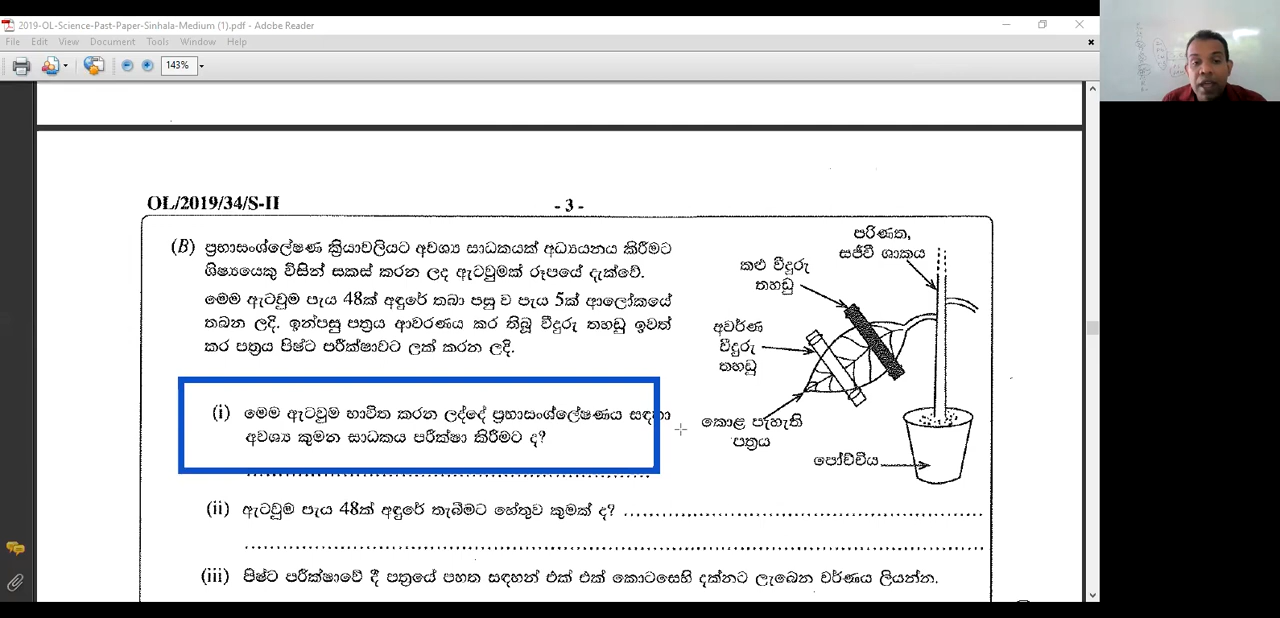 2019-OL-Science-Past-Paper-Sinhala-Medium (1).pdf - Adobe Reader
File Edit View Document Tools Window Help
143%
OL/2019/34/S-II
- 3 -
(B) ප්‍රභාසංශ්ලේෂණ ක්‍රියාවලියට අවශ්‍ය සාධකයක් අධ්‍යයනය කිරීමට
ශිෂ්‍යයෙකු විසින් සකස් කරන ලද ඇටවුමක් රූපයේ දැක්වේ.
මෙම ඇටවුම පැය 48ක් අඳුරේ තබා පසු ව පැය 5ක් ආලෝකයේ
තබන ලදි. ඉන්පසු පත්‍රය ආවරණය කර තිබූ වීදුරු තහඩු ඉවත්
කර පත්‍රය පිෂ්ට පරීක්ෂාවට ලක් කරන ලදි.
පරිණත,
සජීවී ශාකය
කළු වීදුරු
තහඩු
අවර්ණ
වීදුරු
තහඩු
කොළ පැහැති
පත්‍රය
පෝච්චිය
(i) මෙම ඇටවුම භාවිත කරන ලද්දේ ප්‍රභාසංශ්ලේෂණය සඳහා
අවශ්‍ය කුමන සාධකය පරීක්ෂා කිරීමට ද?
(ii) ඇටවුම පැය 48ක් අඳුරේ තැබීමට හේතුව කුමක් ද?
(iii) පිෂ්ට පරීක්ෂාවේ දී පත්‍රයේ පහත සඳහන් එක් එක් කොටසෙහි දක්නට ලැබෙන වර්ණය ලියන්න.